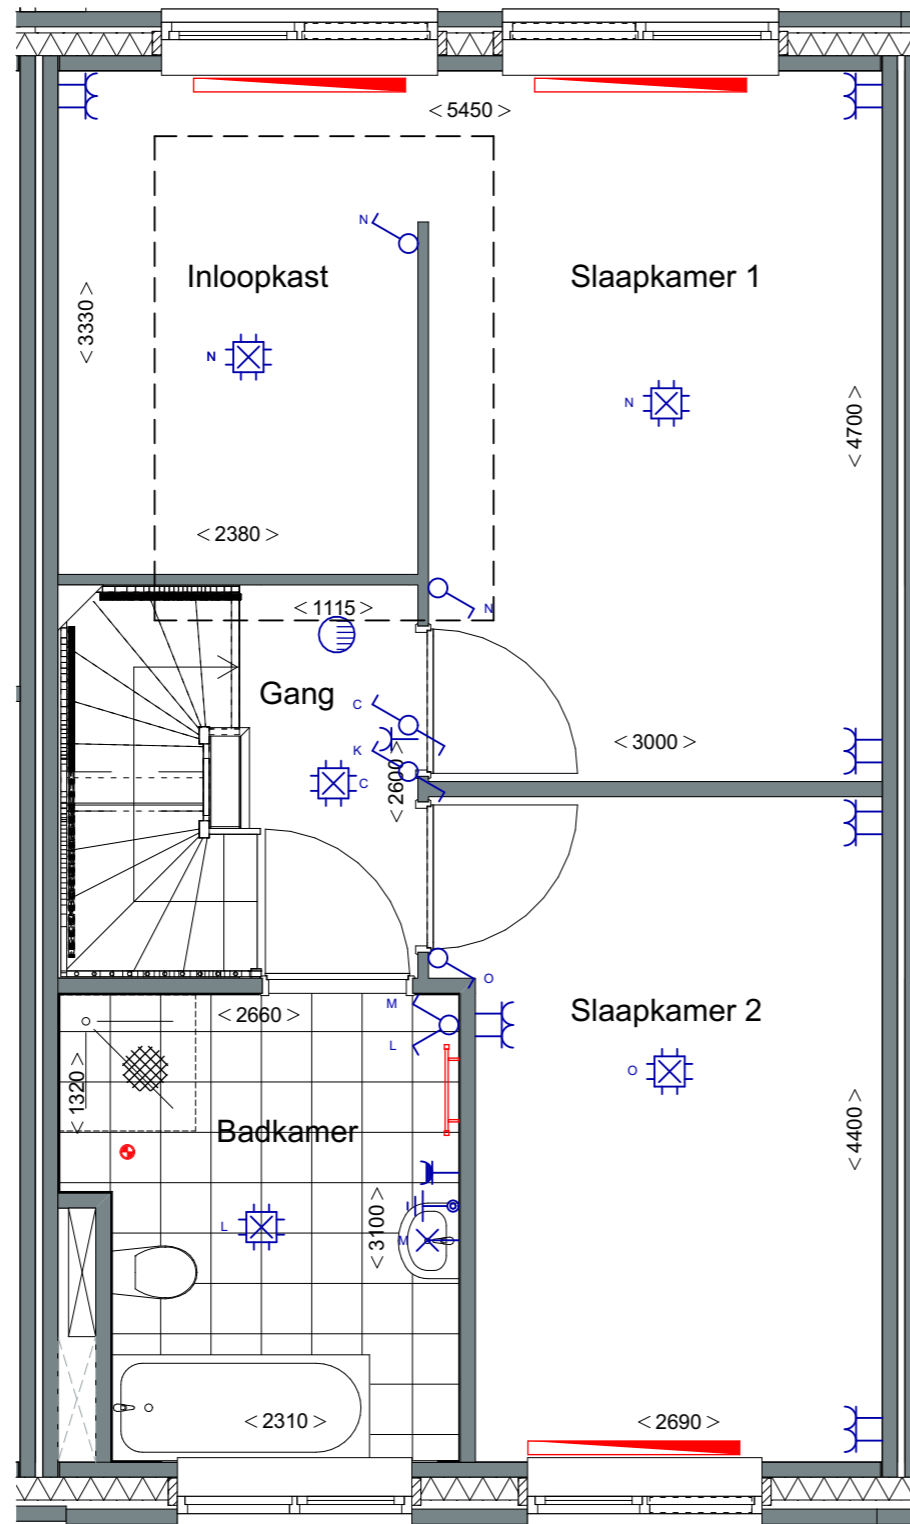 < 5450 >
N
Inloopkast
Slaapkamer 1
< 3330 >
N
N
< 4700 >
< 2380 >
< 1115 >
N
Gang
C
K
< 2600 >
C
< 3000 >
O
< 2660 >
M
L
Slaapkamer 2
< 1320 >
O
Badkamer
< 4400 >
L
< 3100 >
M
< 2310 >
< 2690 >